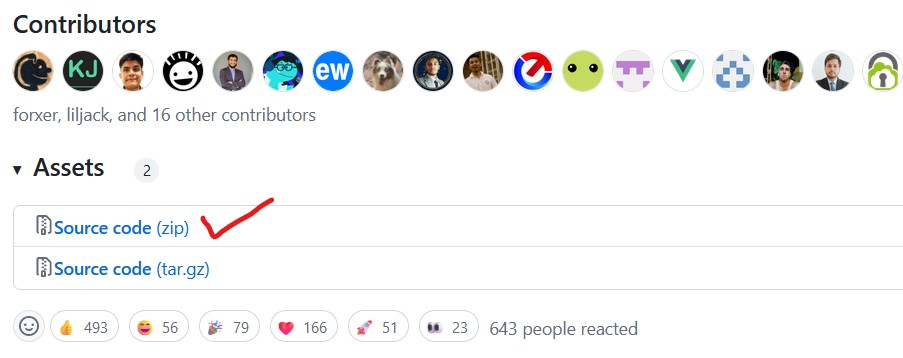 Contributors
KJ ew
forxer, liljack, and 16 other contributors
▾ Assets 2
Source code (zip)
Source code (tar.gz)
👍 493 😄 56 🎉 79 ❤️ 166 🚀 51 👀 23 643 people reacted